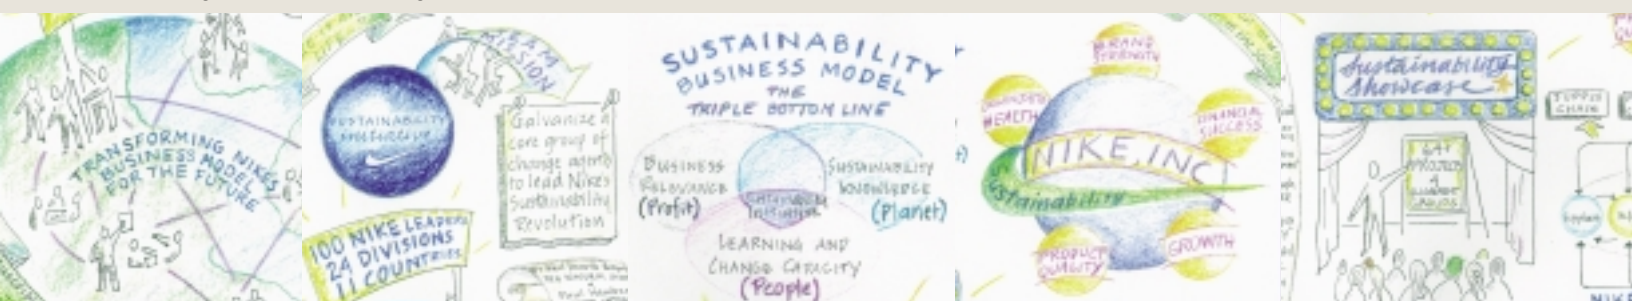 TRANSFORMING NIKE'S
BUSINESS MODEL
FOR THE FUTURE
TEAM
MISSION
SUSTAINABILITY
Galvanize a
core group of
change agents
to lead Nike's
Sustainability
Revolution
100 NIKE LEADERS
24 DIVISIONS
11 COUNTRIES
SUSTAINABILITY
BUSINESS MODEL
THE
TRIPLE BOTTOM LINE
BUSINESS
RELEVANCE
(Profit)
SUSTAINABILITY
KNOWLEDGE
(Planet)
LEARNING AND
CHANGE CAPACITY
(People)
BRAND
STRENGTH
HEALTH
FINANCIAL
SUCCESS
NIKE, INC
Sustainability
PRODUCT
QUALITY
GROWTH
Sustainability
Showcase
SUPPLY
CHAIN